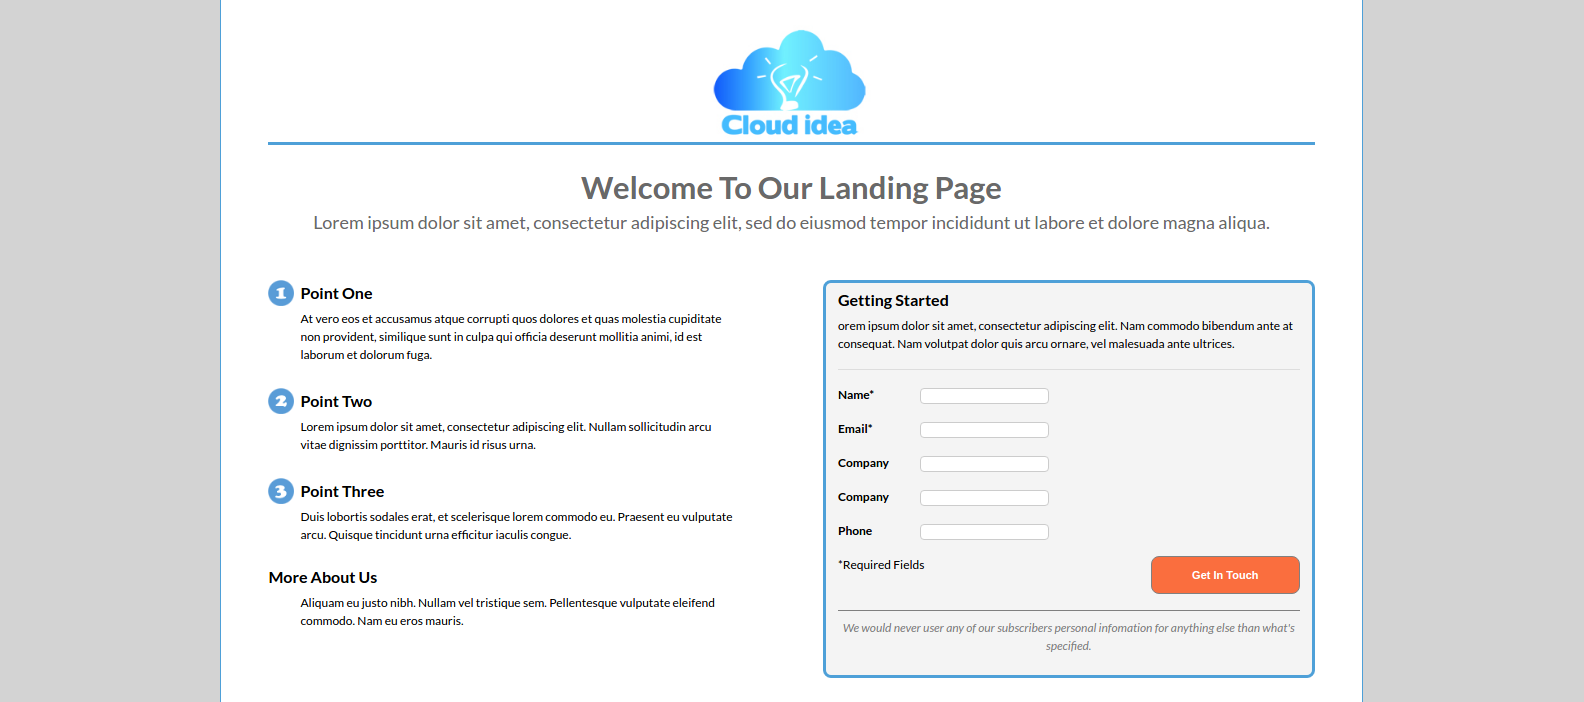 Cloud idea
Welcome To Our Landing Page
Lorem ipsum dolor sit amet, consectetur adipiscing elit, sed do eiusmod tempor incididunt ut labore et dolore magna aliqua.
1 Point One
At vero eos et accusamus atque corrupti quos dolores et quas molestia cupiditate
non provident, similique sunt in culpa qui officia deserunt mollitia animi, id est
laborum et dolorum fuga.
2 Point Two
Lorem ipsum dolor sit amet, consectetur adipiscing elit. Nullam sollicitudin arcu
vitae dignissim porttitor. Mauris id risus urna.
3 Point Three
Duis lobortis sodales erat, et scelerisque lorem commodo eu. Praesent eu vulputate
arcu. Quisque tincidunt urna efficitur iaculis congue.
More About Us
Aliquam eu justo nibh. Nullam vel tristique sem. Pellentesque vulputate eleifend
commodo. Nam eu eros mauris.
Getting Started
orem ipsum dolor sit amet, consectetur adipiscing elit. Nam commodo bibendum ante at
consequat. Nam volutpat dolor quis arcu ornare, vel malesuada ante ultrices.
Name*
Email*
Company
Company
Phone
*Required Fields
Get In Touch
We would never user any of our subscribers personal infomation for anything else than what's
specified.